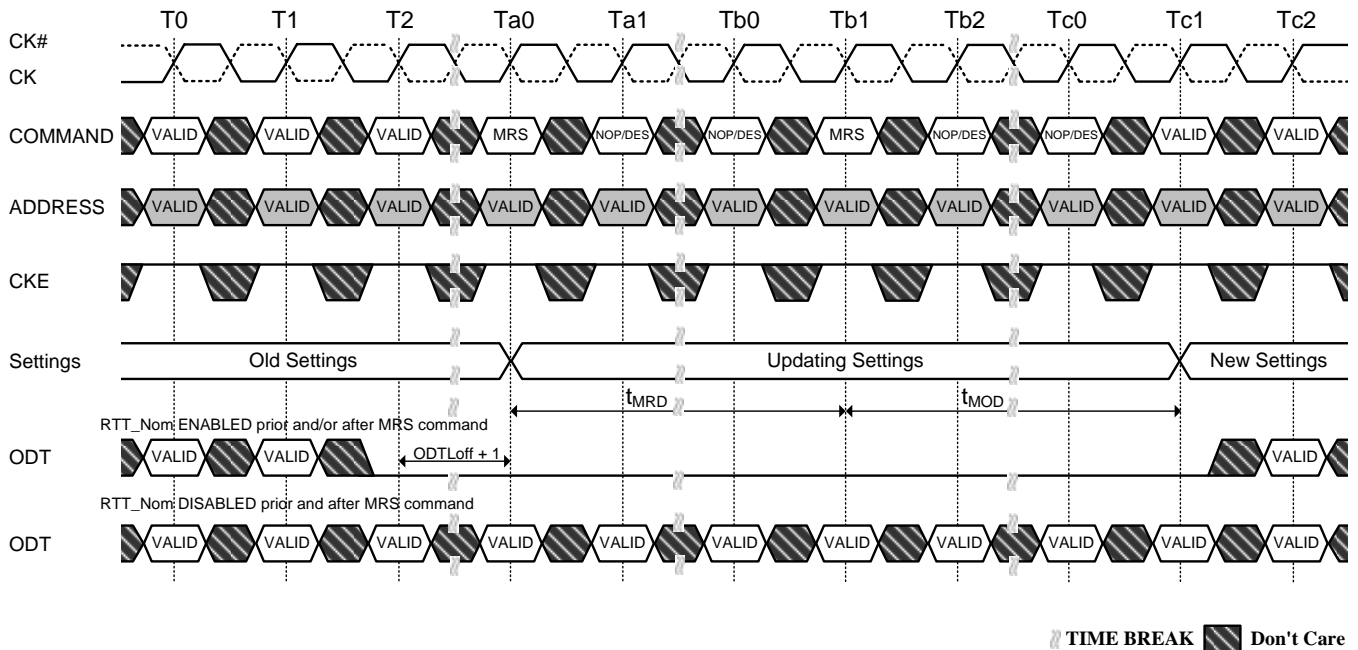 T0 T1 T2 Ta0 Ta1 Tb0 Tb1 Tb2 Tc0 Tc1 Tc2
CK#
CK
COMMAND VALID VALID VALID MRS NOP/DES NOP/DES MRS NOP/DES NOP/DES VALID VALID
ADDRESS VALID VALID VALID VALID VALID VALID VALID VALID VALID VALID VALID
CKE
Settings Old Settings Updating Settings New Settings
tMRD tMOD
RTT_Nom ENABLED prior and/or after MRS command
ODT VALID VALID ODTLoff + 1 VALID
RTT_Nom DISABLED prior and after MRS command
ODT VALID VALID VALID VALID VALID VALID VALID VALID VALID VALID VALID
TIME BREAK Don't Care